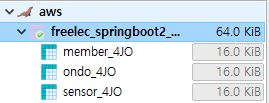 aws
freelec_springboot2_... 64.0 KiB
member_4JO 16.0 KiB
ondo_4JO 16.0 KiB
sensor_4JO 16.0 KiB